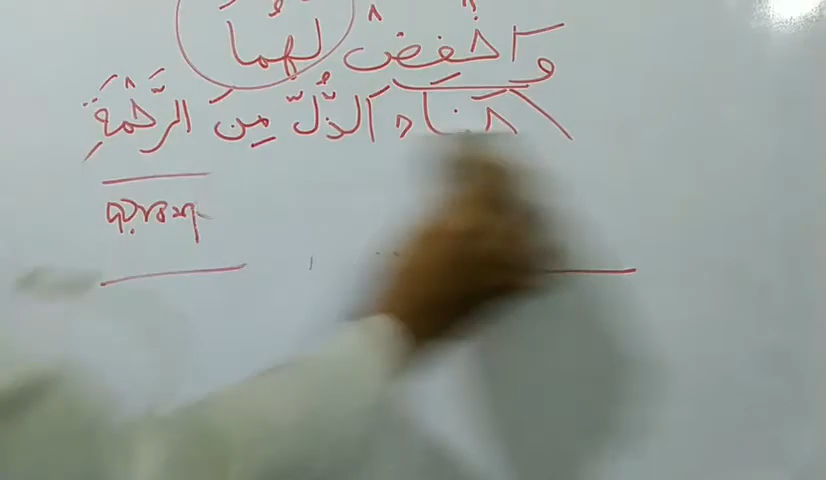 وَاخْفِضْ لَهُمَا
جَنَاحَ الذُّلِّ مِنَ الرَّحْمَةِ